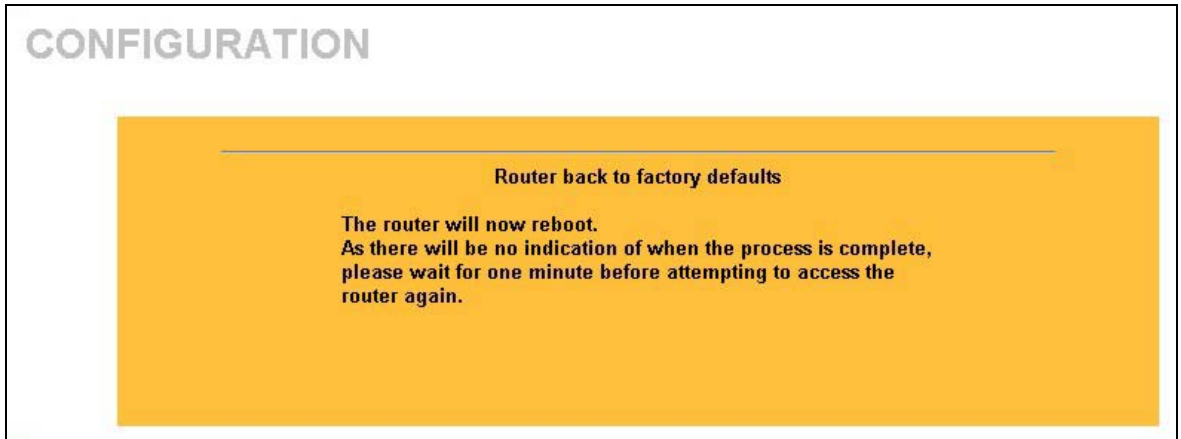 CONFIGURATION
Router back to factory defaults
The router will now reboot.
As there will be no indication of when the process is complete,
please wait for one minute before attempting to access the
router again.